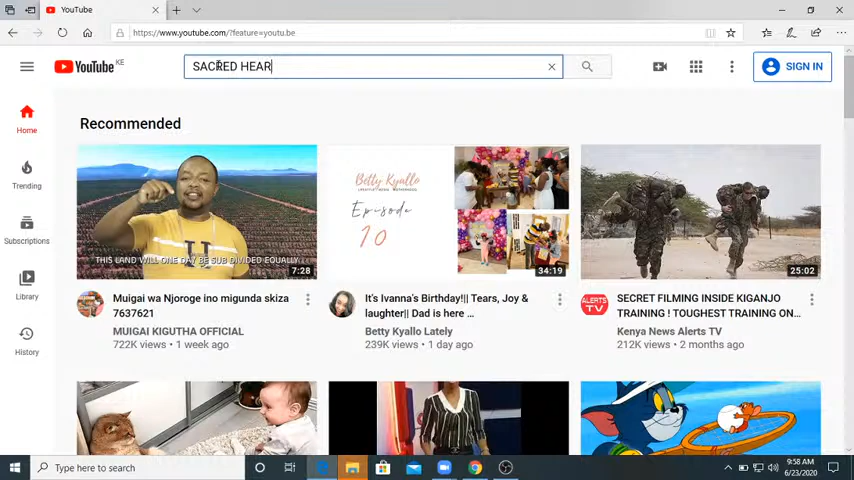 YouTube
https://www.youtube.com/?feature=youtu.be
YouTube KE
SACRED HEAR
SIGN IN
Home
Trending
Subscriptions
Library
History
Recommended
THIS LAND WILL ONE DAY BE SUB DIVIDED EQUALLY
7:28
Muigai wa Njoroge ino migunda skiza
7637621
MUIGAI KIGUTHA OFFICIAL
722K views • 1 week ago
Betty Kyallo
Episode
10
34:19
It's Ivanna's Birthday!|| Tears, Joy &
laughter|| Dad is here ...
Betty Kyallo Lately
239K views • 1 day ago
25:02
ALERTS
TV
SECRET FILMING INSIDE KIGANJO
TRAINING ! TOUGHEST TRAINING ON...
Kenya News Alerts TV
212K views • 2 months ago
Type here to search
9:58 AM
6/23/2020